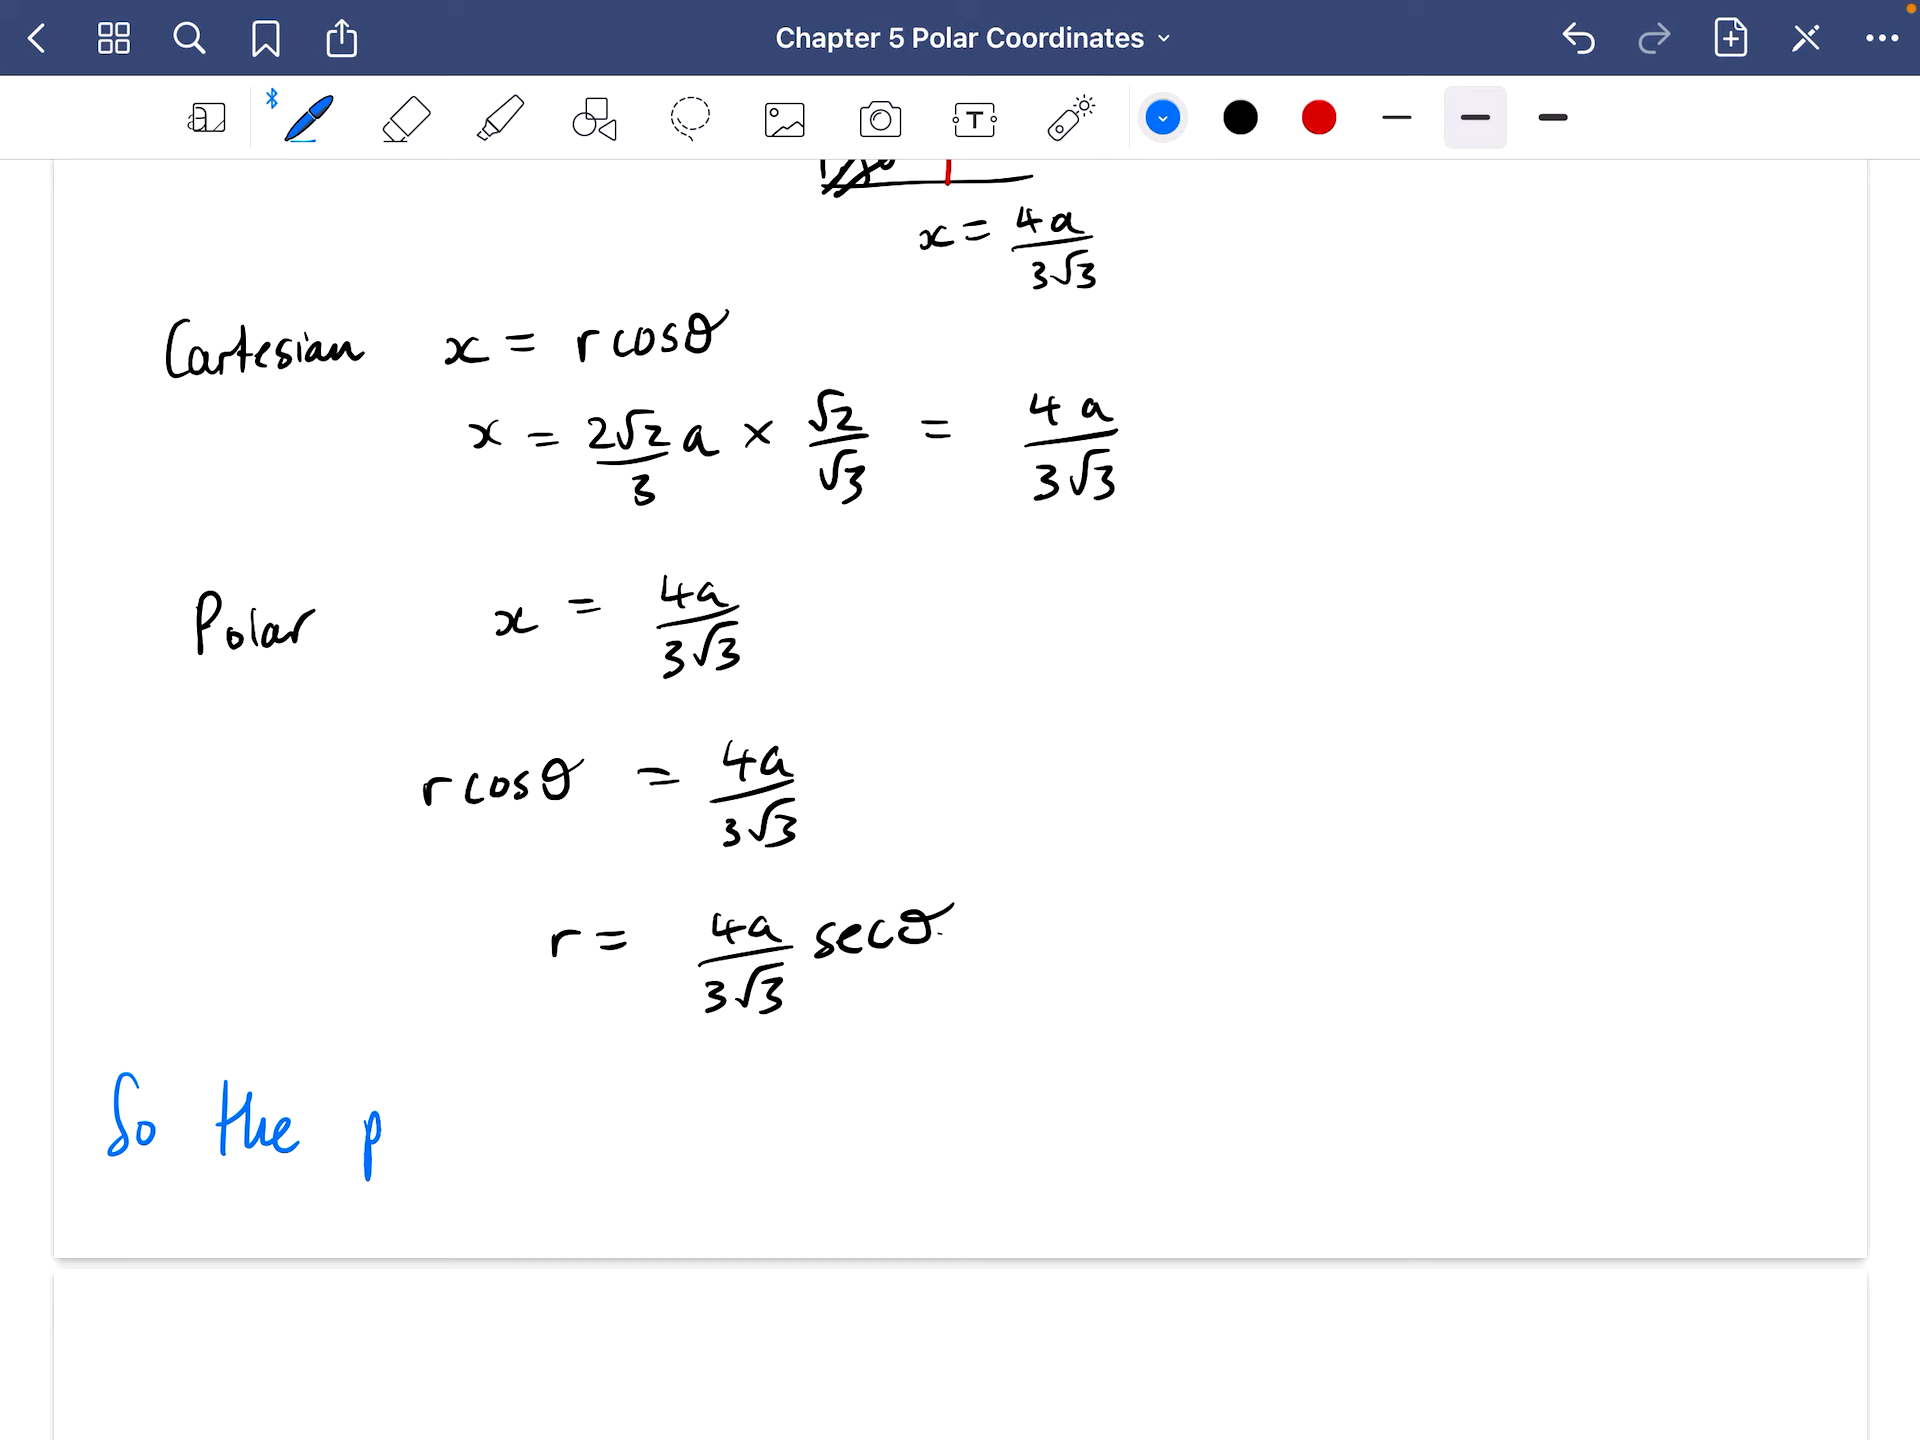 Chapter 5 Polar Coordinates
x = 4a / 3√3
Cartesian x = r cosθ
x = 2√2/3 a × √2/√3 = 4a / 3√3
Polar x = 4a / 3√3
r cosθ = 4a / 3√3
r = 4a / 3√3 secθ
So the p